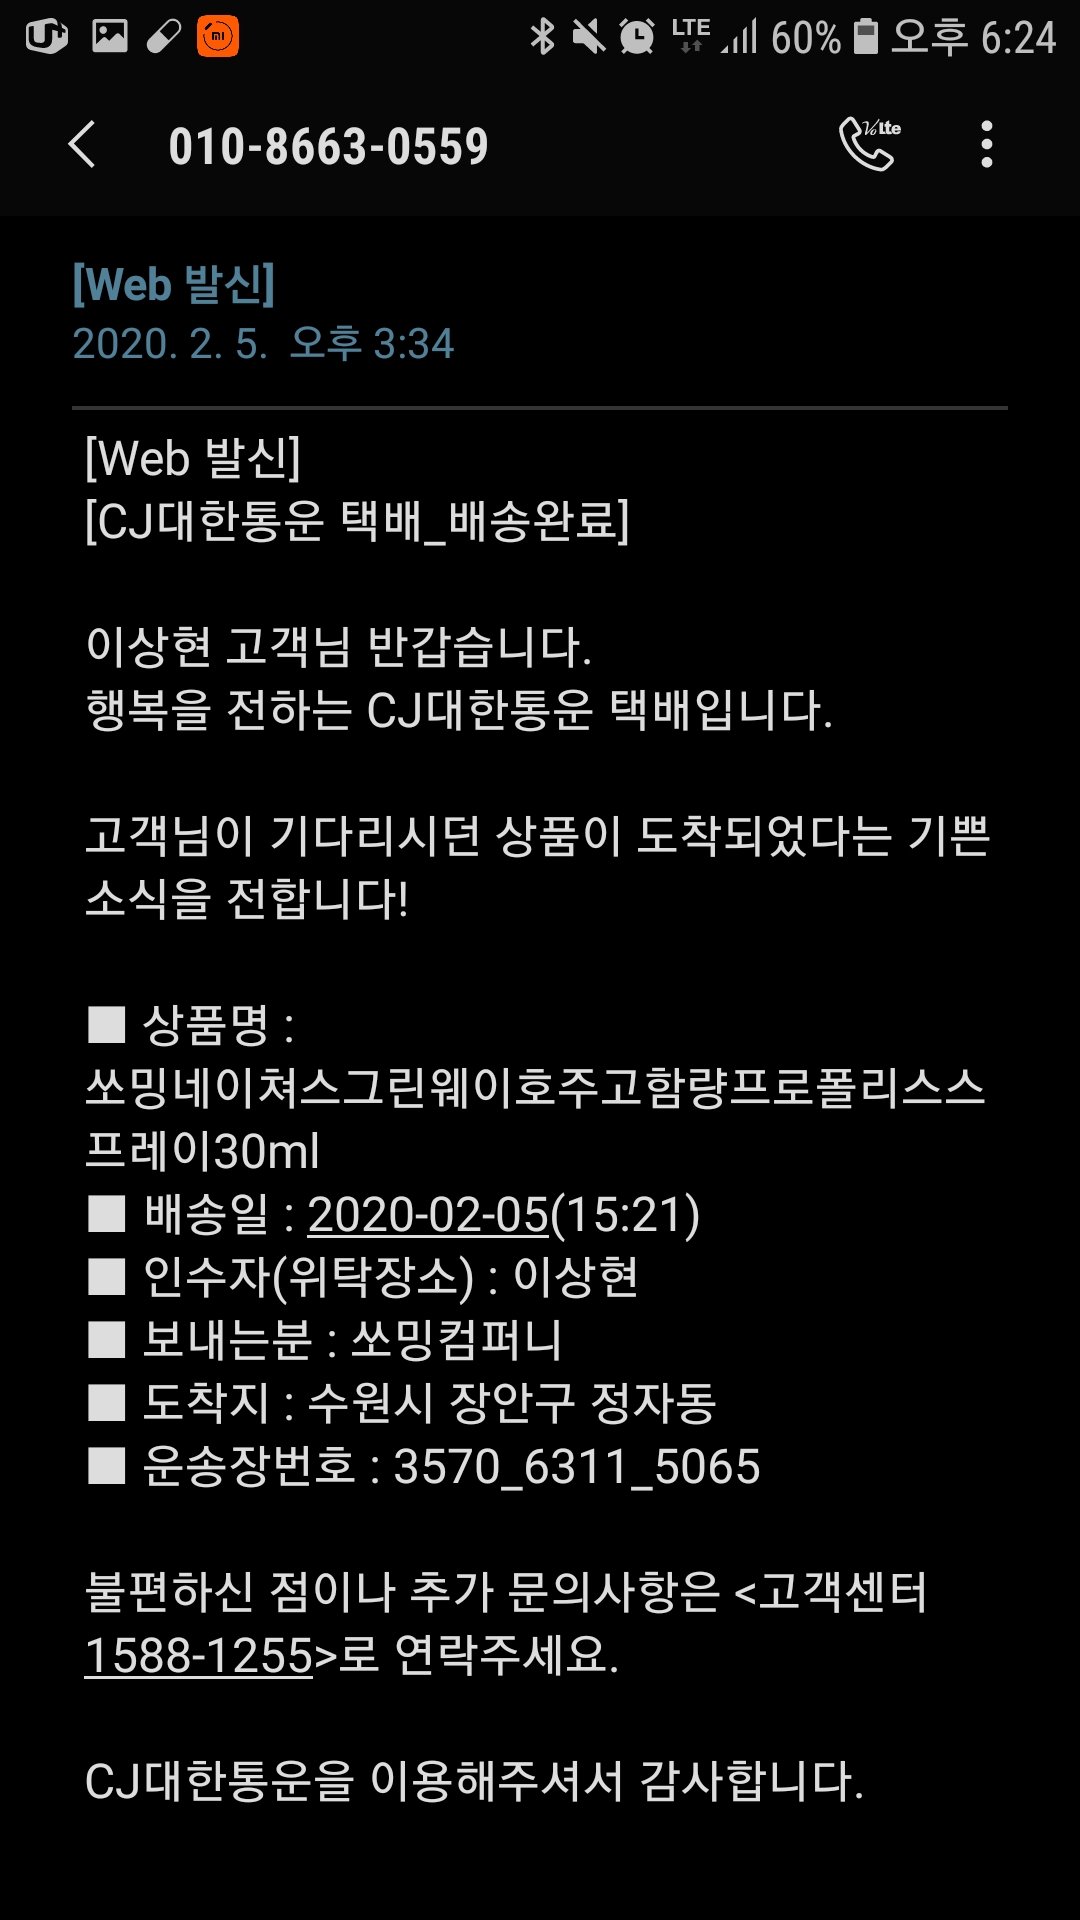 LTE
60%
오후 6:24
010-8663-0559
[Web 발신]
2020. 2. 5. 오후 3:34
[Web 발신]
[CJ대한통운 택배_배송완료]
이상현 고객님 반갑습니다.
행복을 전하는 CJ대한통운 택배입니다.
고객님이 기다리시던 상품이 도착되었다는 기쁜
소식을 전합니다!
■ 상품명 :
쏘밍네이쳐스그린웨이호주고함량프로폴리스스
프레이30ml
■ 배송일 : 2020-02-05(15:21)
■ 인수자(위탁장소) : 이상현
■ 보내는분 : 쏘밍컴퍼니
■ 도착지 : 수원시 장안구 정자동
■ 운송장번호 : 3570_6311_5065
불편하신 점이나 추가 문의사항은 <고객센터
1588-1255>로 연락주세요.
CJ대한통운을 이용해주셔서 감사합니다.